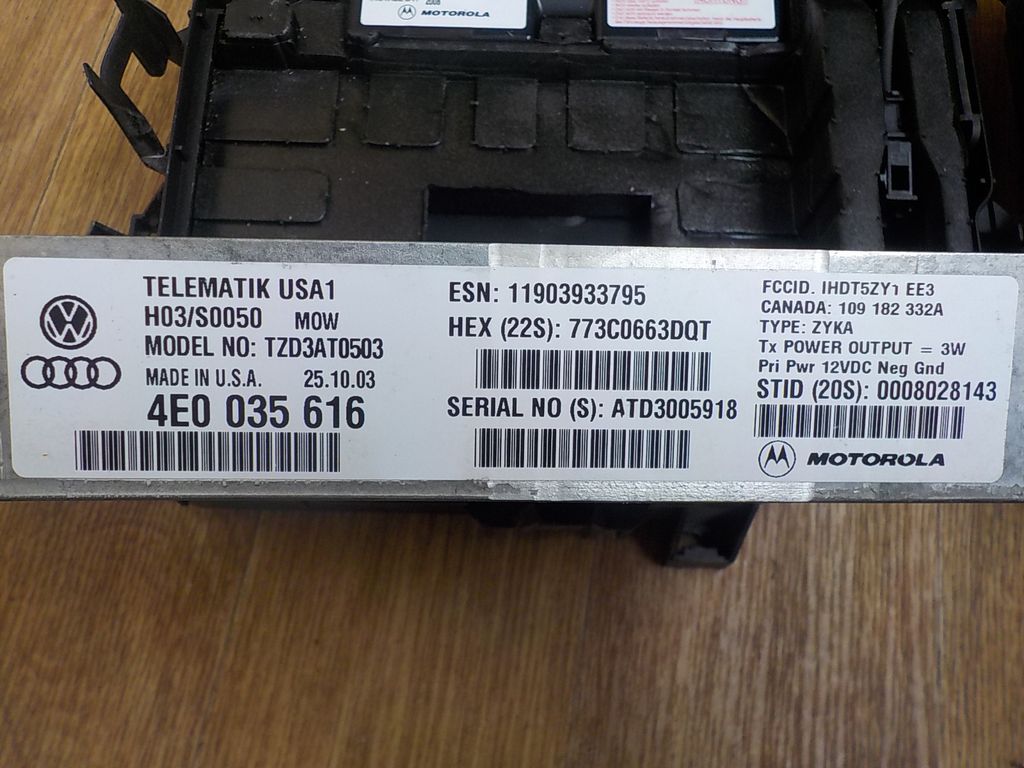 2008
MOTOROLA
TELEMATIK USA1
H03/S0050 MOW
MODEL NO: TZD3AT0503
MADE IN U.S.A. 25.10.03
4E0 035 616
ESN: 11903933795
HEX (22S): 773C0663DQT
SERIAL NO (S): ATD3005918
FCCID. IHDT5ZY1 EE3
CANADA: 109 182 332A
TYPE: ZYKA
Tx POWER OUTPUT = 3W
Pri Pwr 12VDC Neg Gnd
STID (20S): 0008028143
MOTOROLA